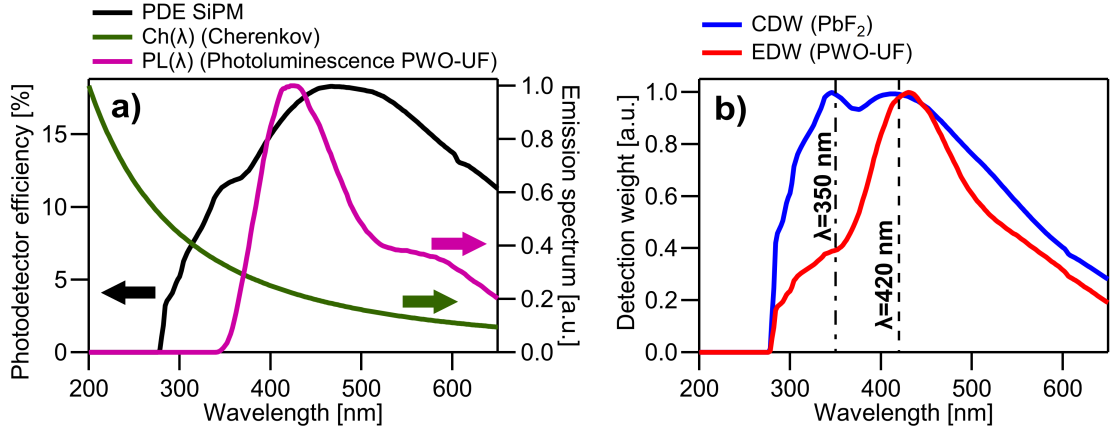 PDE SiPM
Ch(λ) (Cherenkov)
PL(λ) (Photoluminescence PWO-UF)
a)
Photodetector efficiency [%]
15
10
5
0
1.0
0.8
0.6
0.4
0.2
0.0
Emission spectrum [a.u.]
200 300 400 500 600
Wavelength [nm]
CDW (PbF₂)
EDW (PWO-UF)
b)
Detection weight [a.u.]
1.0
0.8
0.6
0.4
0.2
0.0
λ=350 nm
λ=420 nm
200 300 400 500 600
Wavelength [nm]